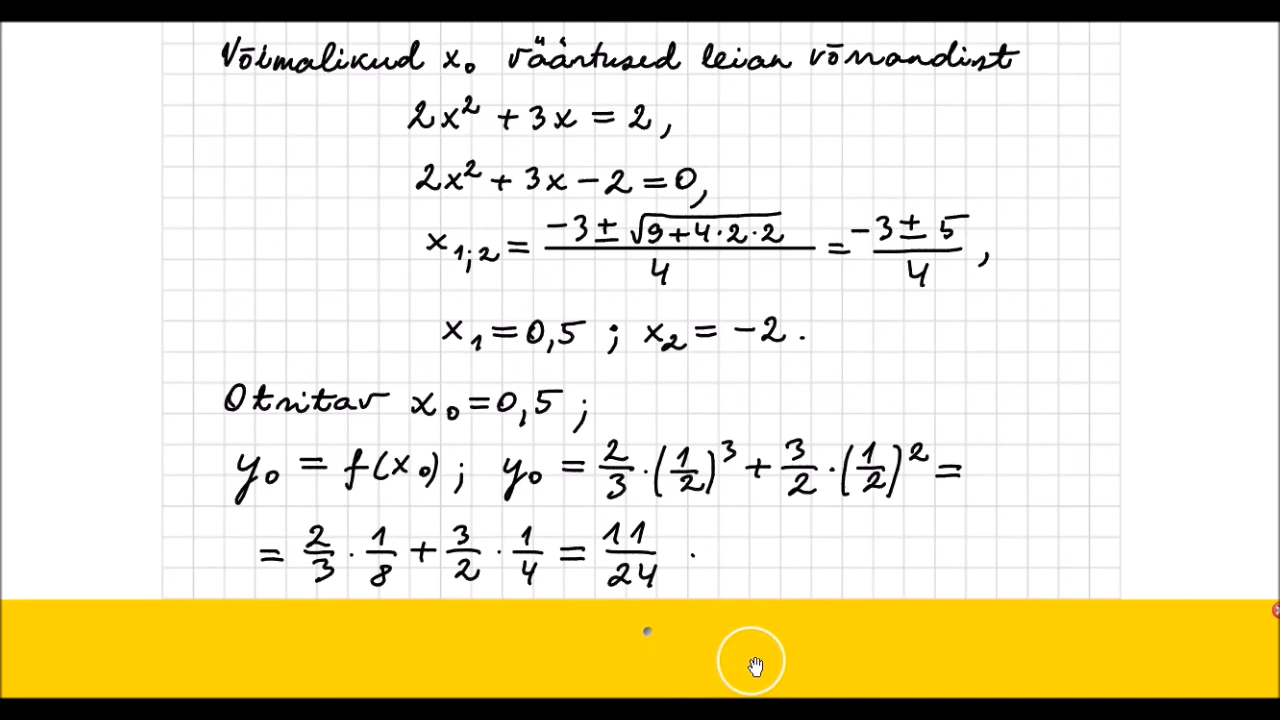 Võimalikud x₀ väärtused leian võrrandist
2x² + 3x = 2,
2x² + 3x − 2 = 0,
x₁;₂ = (−3 ± √(9 + 4·2·2))/4 = (−3 ± 5)/4,
x₁ = 0,5 ; x₂ = −2.
Otsitav x₀ = 0,5 ;
y₀ = f(x₀) ; y₀ = 2/3 · (1/2)³ + 3/2 · (1/2)² =
= 2/3 · 1/8 + 3/2 · 1/4 = 11/24 .